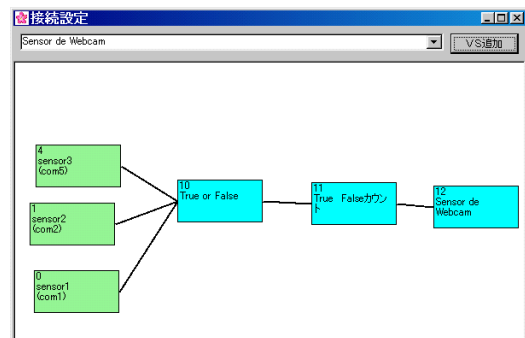 接続設定
Sensor de Webcam
VS追加
4
sensor3
(com5)
10
True or False
11
True Falseカウン
ト
12
Sensor de
Webcam
1
sensor2
(com2)
0
sensor1
(com1)